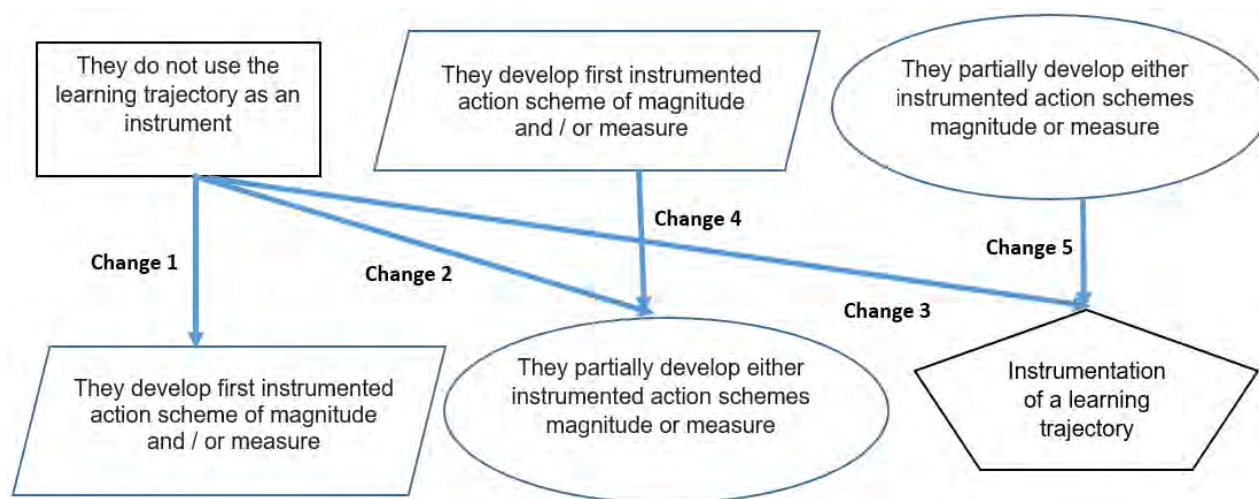 They do not use the
learning trajectory as an
instrument
They develop first instrumented
action scheme of magnitude
and / or measure
They partially develop either
instrumented action schemes
magnitude or measure
Change 1
Change 2
Change 4
Change 3
Change 5
They develop first instrumented
action scheme of magnitude
and / or measure
They partially develop either
instrumented action schemes
magnitude or measure
Instrumentation
of a learning
trajectory